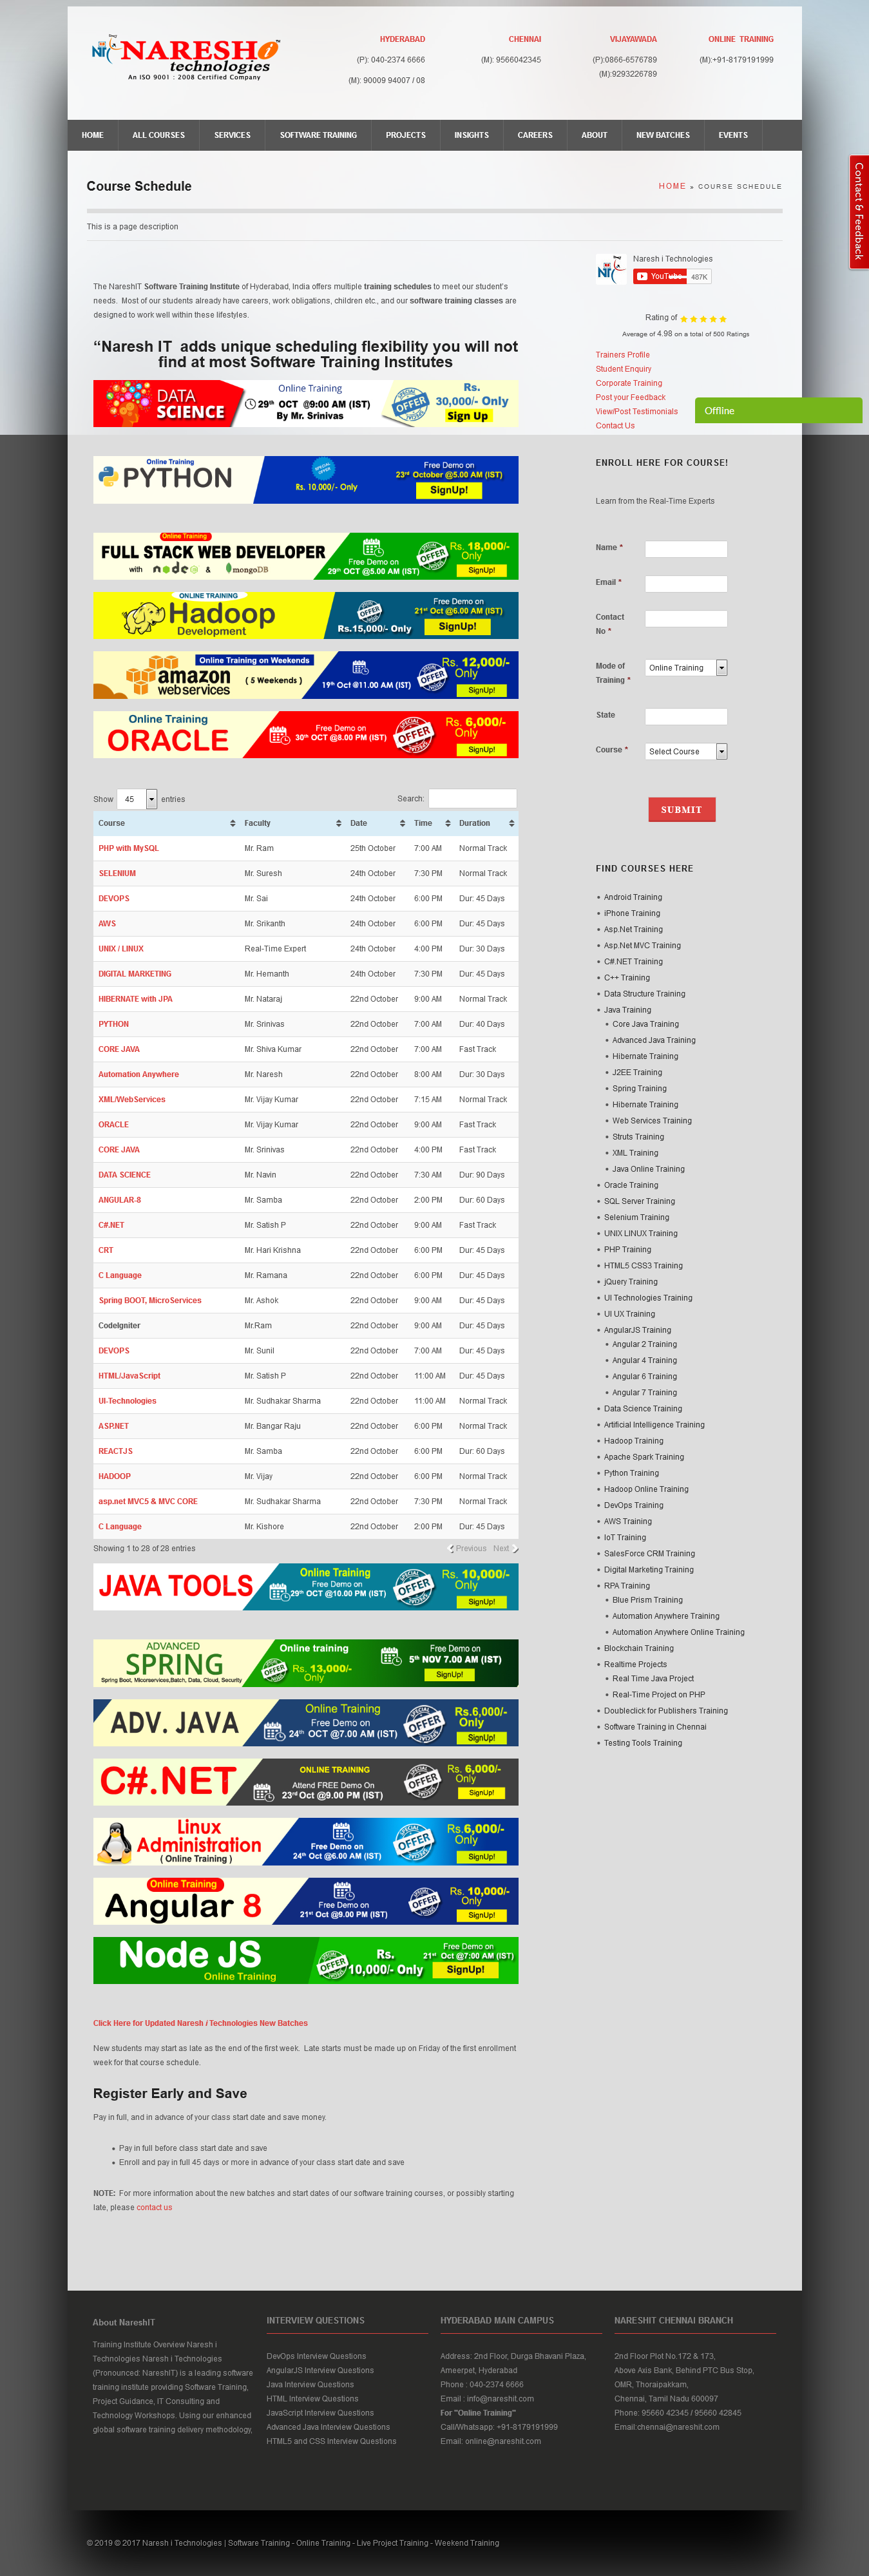 NARESH i
technologies
An ISO 9001 : 2008 Certified Company
HYDERABAD
(P): 040-2374 6666
(M): 90009 94007 / 08
CHENNAI
(M): 9566042345
VIJAYAWADA
(P):0866-6576789
(M):9293226789
ONLINE TRAINING
(M):+91-8179191999
HOME
ALL COURSES
SERVICES
SOFTWARE TRAINING
PROJECTS
INSIGHTS
CAREERS
ABOUT
NEW BATCHES
EVENTS
Contact & Feedback
Course Schedule
HOME » COURSE SCHEDULE
This is a page description
The NareshIT Software Training Institute of Hyderabad, India offers multiple training schedules to meet our student's
needs. Most of our students already have careers, work obligations, children etc., and our software training classes are
designed to work well within these lifestyles.
“Naresh IT adds unique scheduling flexibility you will not
find at most Software Training Institutes
DATA SCIENCE Online Training 29th OCT @9:00 AM (IST) By Mr. Srinivas OFFER Rs. 30,000/- Only Sign Up
Online Training PYTHON SPECIAL OFFER Rs. 10,000/- Only Free Demo on 23rd October @5.00 AM (IST) SignUp!
Online Training FULL STACK WEB DEVELOPER with node & mongoDB OFFER Rs. 18,000/- Only Free Demo on 29th OCT @5.00 AM (IST) SignUp!
ONLINE TRAINING Hadoop Development OFFER Rs.15,000/- Only Free Demo on 21st Oct @6.00 AM (IST) SignUp!
Online Training on Weekends amazon web services ( 5 Weekends ) 19th Oct @11.00 AM (IST) SPECIAL OFFER Rs. 12,000/- Only SignUp!
Online Training ORACLE Free Demo on 30th OCT @8.00 PM (IST) SPECIAL OFFER Rs. 6,000/- Only SignUp!
Show 45 entries
Search:
Course Faculty Date Time Duration
PHP with MySQL Mr. Ram 25th October 7:00 AM Normal Track
SELENIUM Mr. Suresh 24th October 7:30 PM Normal Track
DEVOPS Mr. Sai 24th October 6:00 PM Dur: 45 Days
AWS Mr. Srikanth 24th October 6:00 PM Dur: 45 Days
UNIX / LINUX Real-Time Expert 24th October 4:00 PM Dur: 30 Days
DIGITAL MARKETING Mr. Hemanth 24th October 7:30 PM Dur: 45 Days
HIBERNATE with JPA Mr. Nataraj 22nd October 9:00 AM Normal Track
PYTHON Mr. Srinivas 22nd October 7:00 AM Dur: 40 Days
CORE JAVA Mr. Shiva Kumar 22nd October 7:00 AM Fast Track
Automation Anywhere Mr. Naresh 22nd October 8:00 AM Dur: 30 Days
XML/WebServices Mr. Vijay Kumar 22nd October 7:15 AM Normal Track
ORACLE Mr. Vijay Kumar 22nd October 9:00 AM Fast Track
CORE JAVA Mr. Srinivas 22nd October 4:00 PM Fast Track
DATA SCIENCE Mr. Navin 22nd October 7:30 AM Dur: 90 Days
ANGULAR-8 Mr. Samba 22nd October 2:00 PM Dur: 60 Days
C#.NET Mr. Satish P 22nd October 9:00 AM Fast Track
CRT Mr. Hari Krishna 22nd October 6:00 PM Dur: 45 Days
C Language Mr. Ramana 22nd October 6:00 PM Dur: 45 Days
Spring BOOT, MicroServices Mr. Ashok 22nd October 9:00 AM Dur: 45 Days
CodeIgniter Mr.Ram 22nd October 9:00 AM Dur: 45 Days
DEVOPS Mr. Sunil 22nd October 7:00 AM Dur: 45 Days
HTML/JavaScript Mr. Satish P 22nd October 11:00 AM Dur: 45 Days
UI-Technologies Mr. Sudhakar Sharma 22nd October 11:00 AM Normal Track
ASP.NET Mr. Bangar Raju 22nd October 6:00 PM Normal Track
REACTJS Mr. Samba 22nd October 6:00 PM Dur: 60 Days
HADOOP Mr. Vijay 22nd October 6:00 PM Normal Track
asp.net MVC5 & MVC CORE Mr. Sudhakar Sharma 22nd October 7:30 PM Normal Track
C Language Mr. Kishore 22nd October 2:00 PM Dur: 45 Days
Showing 1 to 28 of 28 entries
Previous Next
JAVA TOOLS Online Training Free Demo on 29th OCT @10.00 PM (IST) SPECIAL OFFER Rs. 10,000/- Only SignUp!
ADVANCED SPRING Spring Boot, Micorservices,Batch, Data, Cloud, Security Online training OFFER Rs. 13,000/- Only Free Demo on 5th NOV 7.00 AM (IST) SignUp!
ADV. JAVA Online Training Free Demo on 24th OCT @7.00 AM (IST) SPECIAL OFFER Rs.6,000/- Only SignUp!
C#.NET ONLINE TRAINING Attend FREE Demo On 23rd Oct @9.00 PM (IST) SPECIAL OFFER Rs. 6,000/- Only SignUp!
Linux Administration ( Online Training ) Free Demo on 24th Oct @6.00 AM (IST) SPECIAL OFFER Rs.6,000/- Only SignUp!
Online Training Angular 8 Free Demo on 21st Oct @9.00 PM (IST) SPECIAL OFFER Rs. 10,000/- Only SignUp!
Node JS Online Training OFFER Rs. 10,000/- Only Free Demo on 21st Oct @7:00 AM (IST) SignUp!
Click Here for Updated Naresh i Technologies New Batches
New students may start as late as the end of the first week. Late starts must be made up on Friday of the first enrollment
week for that course schedule.
Register Early and Save
Pay in full, and in advance of your class start date and save money.
Pay in full before class start date and save
Enroll and pay in full 45 days or more in advance of your class start date and save
NOTE: For more information about the new batches and start dates of our software training courses, or possibly starting
late, please contact us
Naresh i Technologies
YouTube 487K
Rating of
Average of 4.98 on a total of 500 Ratings
Trainers Profile
Student Enquiry
Corporate Training
Post your Feedback
View/Post Testimonials
Contact Us
Offline
ENROLL HERE FOR COURSE!
Learn from the Real-Time Experts
Name *
Email *
Contact
No *
Mode of
Training *
Online Training
State
Course *
Select Course
SUBMIT
FIND COURSES HERE
Android Training
iPhone Training
Asp.Net Training
Asp.Net MVC Training
C#.NET Training
C++ Training
Data Structure Training
Java Training
Core Java Training
Advanced Java Training
Hibernate Training
J2EE Training
Spring Training
Hibernate Training
Web Services Training
Struts Training
XML Training
Java Online Training
Oracle Training
SQL Server Training
Selenium Training
UNIX LINUX Training
PHP Training
HTML5 CSS3 Training
jQuery Training
UI Technologies Training
UI UX Training
AngularJS Training
Angular 2 Training
Angular 4 Training
Angular 6 Training
Angular 7 Training
Data Science Training
Artificial Intelligence Training
Hadoop Training
Apache Spark Training
Python Training
Hadoop Online Training
DevOps Training
AWS Training
IoT Training
SalesForce CRM Training
Digital Marketing Training
RPA Training
Blue Prism Training
Automation Anywhere Training
Automation Anywhere Online Training
Blockchain Training
Realtime Projects
Real Time Java Project
Real-Time Project on PHP
Doubleclick for Publishers Training
Software Training in Chennai
Testing Tools Training
About NareshIT
Training Institute Overview Naresh i
Technologies Naresh i Technologies
(Pronounced: NareshIT) is a leading software
training institute providing Software Training,
Project Guidance, IT Consulting and
Technology Workshops. Using our enhanced
global software training delivery methodology,
INTERVIEW QUESTIONS
DevOps Interview Questions
AngularJS Interview Questions
Java Interview Questions
HTML Interview Questions
JavaScript Interview Questions
Advanced Java Interview Questions
HTML5 and CSS Interview Questions
HYDERABAD MAIN CAMPUS
Address: 2nd Floor, Durga Bhavani Plaza,
Ameerpet, Hyderabad
Phone : 040-2374 6666
Email : info@nareshit.com
For "Online Training"
Call/Whatsapp: +91-8179191999
Email: online@nareshit.com
NARESHIT CHENNAI BRANCH
2nd Floor Plot No.172 & 173,
Above Axis Bank, Behind PTC Bus Stop,
OMR, Thoraipakkam,
Chennai, Tamil Nadu 600097
Phone: 95660 42345 / 95660 42845
Email:chennai@nareshit.com
© 2019 © 2017 Naresh i Technologies | Software Training - Online Training - Live Project Training - Weekend Training